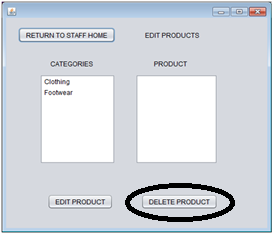 RETURN TO STAFF HOME EDIT PRODUCTS
CATEGORIES PRODUCT
Clothing
Footwear
EDIT PRODUCT DELETE PRODUCT